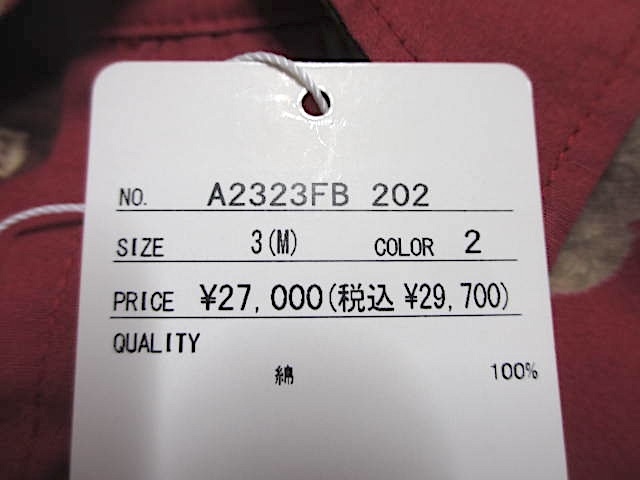 NO. A2323FB 202
SIZE 3(M) COLOR 2
PRICE ¥27,000(税込 ¥29,700)
QUALITY
綿 100%